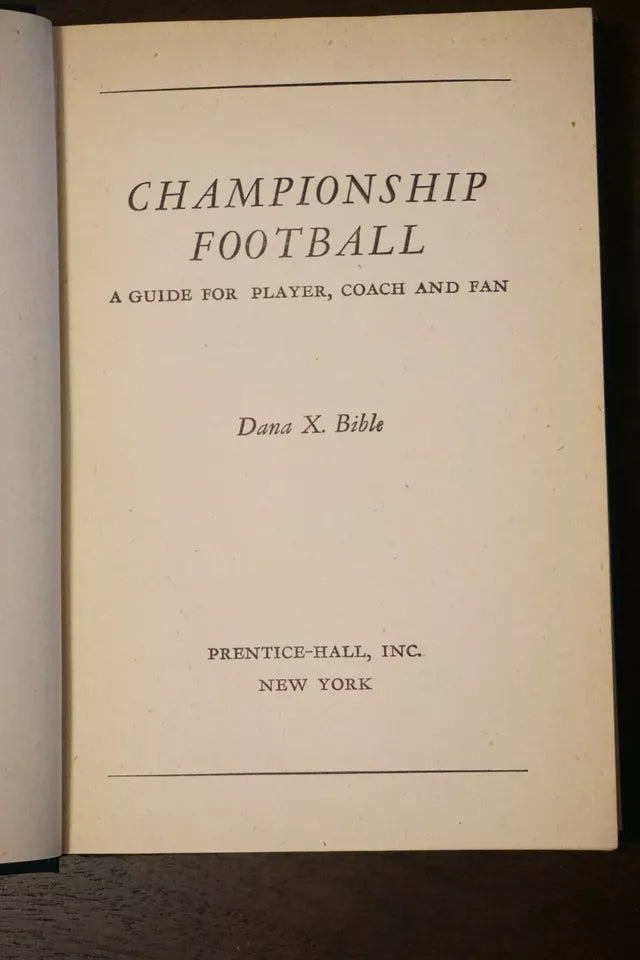 CHAMPIONSHIP
FOOTBALL
A GUIDE FOR PLAYER, COACH AND FAN
Dana X. Bible
PRENTICE-HALL, INC.
NEW YORK